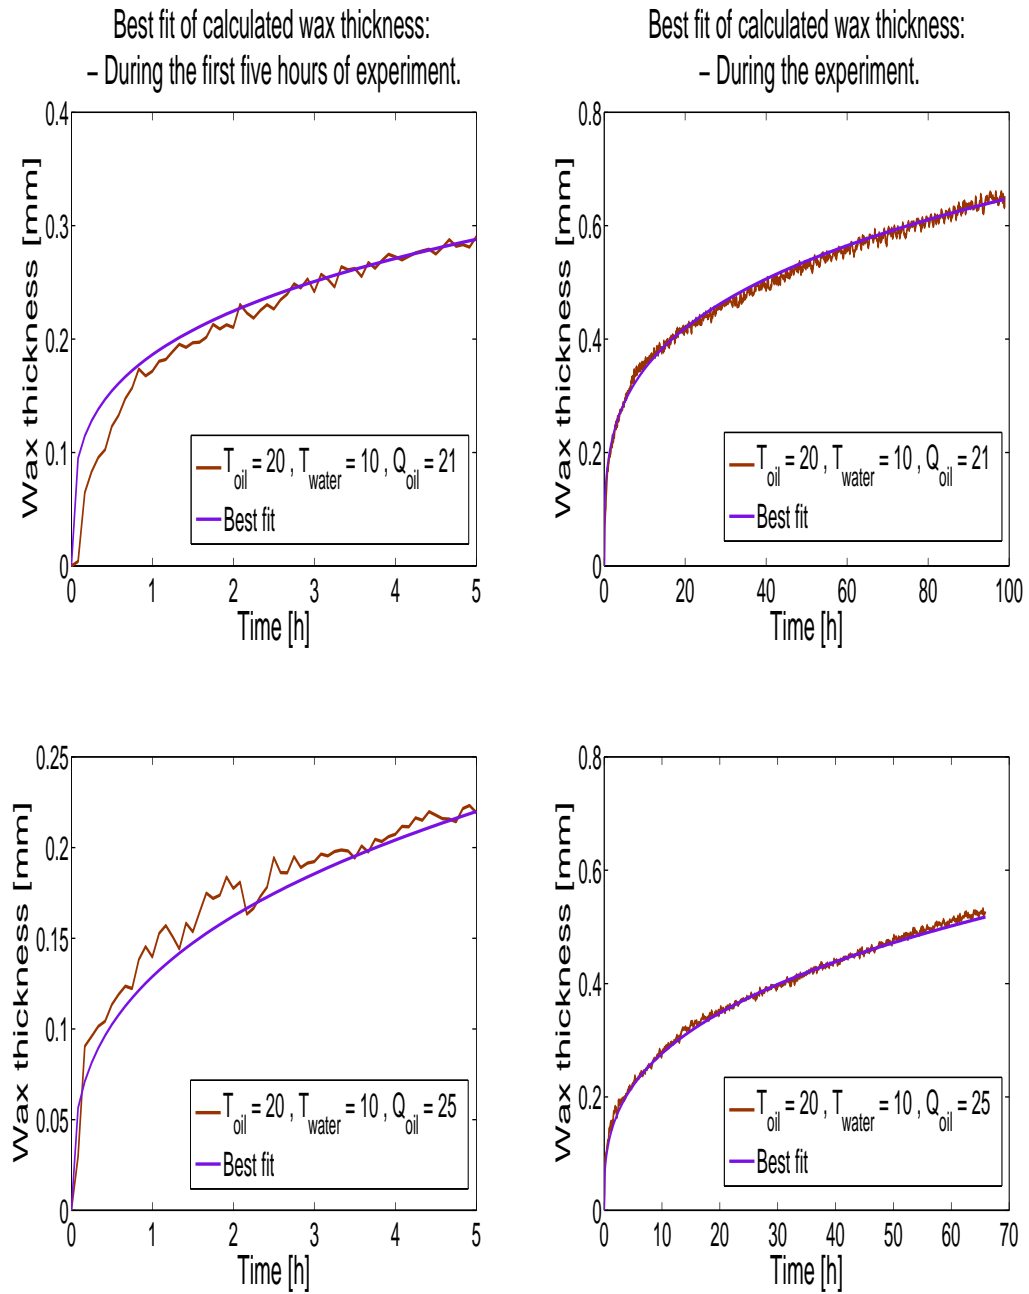 Best fit of calculated wax thickness:
– During the first five hours of experiment.
Wax thickness [mm]
0.4
0.3
0.2
0.1
0
T_oil = 20 , T_water = 10 , Q_oil = 21
Best fit
0 1 2 3 4 5
Time [h]
Best fit of calculated wax thickness:
– During the experiment.
Wax thickness [mm]
0.8
0.6
0.4
0.2
0
T_oil = 20 , T_water = 10 , Q_oil = 21
Best fit
0 20 40 60 80 100
Time [h]
Wax thickness [mm]
0.25
0.2
0.15
0.1
0.05
0
T_oil = 20 , T_water = 10 , Q_oil = 25
Best fit
0 1 2 3 4 5
Time [h]
Wax thickness [mm]
0.8
0.6
0.4
0.2
0
T_oil = 20 , T_water = 10 , Q_oil = 25
Best fit
0 10 20 30 40 50 60 70
Time [h]